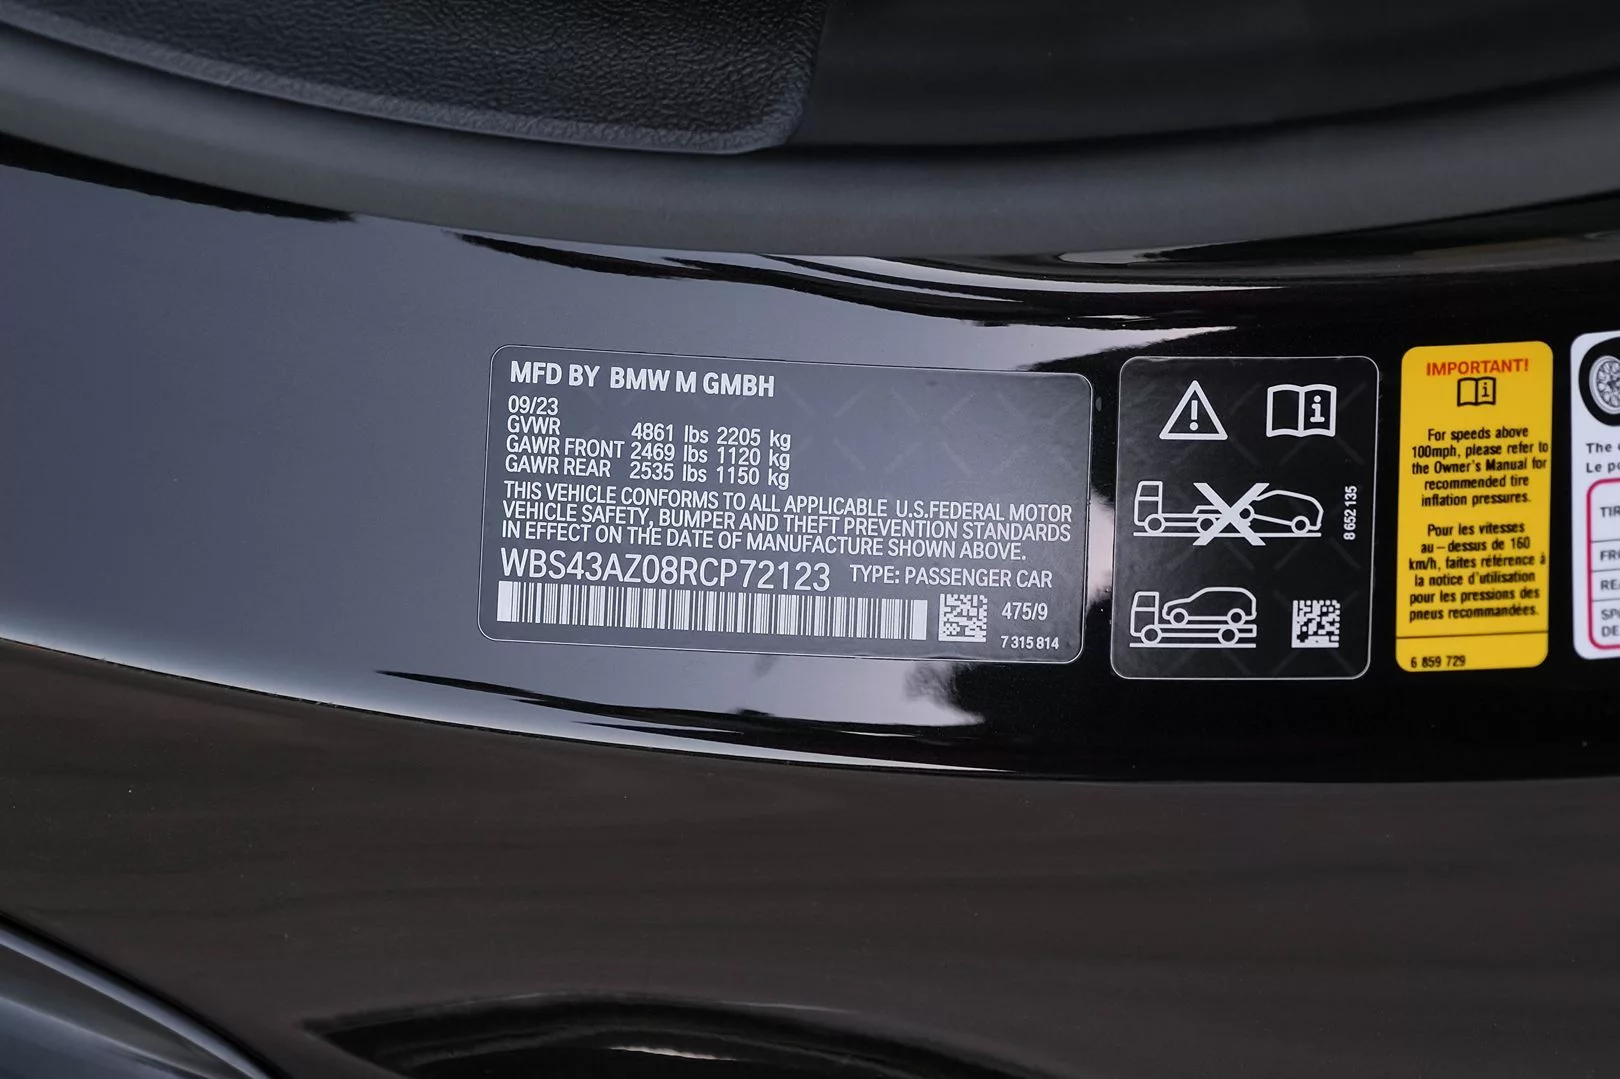 MFD BY BMW M GMBH
09/23
GVWR 4861 lbs 2205 kg
GAWR FRONT 2469 lbs 1120 kg
GAWR REAR 2535 lbs 1150 kg
THIS VEHICLE CONFORMS TO ALL APPLICABLE U.S.FEDERAL MOTOR
VEHICLE SAFETY, BUMPER AND THEFT PREVENTION STANDARDS
IN EFFECT ON THE DATE OF MANUFACTURE SHOWN ABOVE.
WBS43AZ08RCP72123 TYPE: PASSENGER CAR
475/9
7 315 814
8 652 135
IMPORTANT!
For speeds above
100mph, please refer to
the Owner's Manual for
recommended tire
inflation pressures.
Pour les vitesses
au-dessus de 160
km/h, faites référence à
la notice d'utilisation
pour les pressions des
pneus recommandées.
6 859 729
The
Le